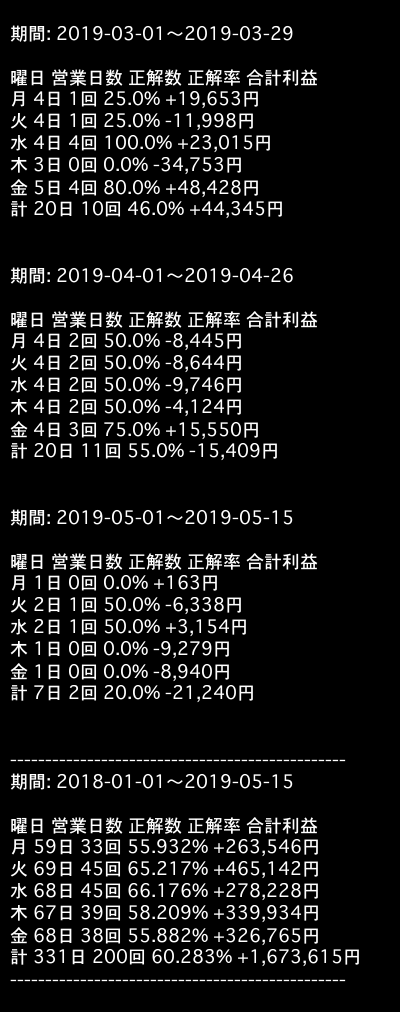 期間: 2019-03-01〜2019-03-29
曜日 営業日数 正解数 正解率 合計利益
月 4日 1回 25.0% +19,653円
火 4日 1回 25.0% -11,998円
水 4日 4回 100.0% +23,015円
木 3日 0回 0.0% -34,753円
金 5日 4回 80.0% +48,428円
計 20日 10回 46.0% +44,345円
期間: 2019-04-01〜2019-04-26
曜日 営業日数 正解数 正解率 合計利益
月 4日 2回 50.0% -8,445円
火 4日 2回 50.0% -8,644円
水 4日 2回 50.0% -9,746円
木 4日 2回 50.0% -4,124円
金 4日 3回 75.0% +15,550円
計 20日 11回 55.0% -15,409円
期間: 2019-05-01〜2019-05-15
曜日 営業日数 正解数 正解率 合計利益
月 1日 0回 0.0% +163円
火 2日 1回 50.0% -6,338円
水 2日 1回 50.0% +3,154円
木 1日 0回 0.0% -9,279円
金 1日 0回 0.0% -8,940円
計 7日 2回 20.0% -21,240円
------------------------------------------------
期間: 2018-01-01〜2019-05-15
曜日 営業日数 正解数 正解率 合計利益
月 59日 33回 55.932% +263,546円
火 69日 45回 65.217% +465,142円
水 68日 45回 66.176% +278,228円
木 67日 39回 58.209% +339,934円
金 68日 38回 55.882% +326,765円
計 331日 200回 60.283% +1,673,615円
------------------------------------------------